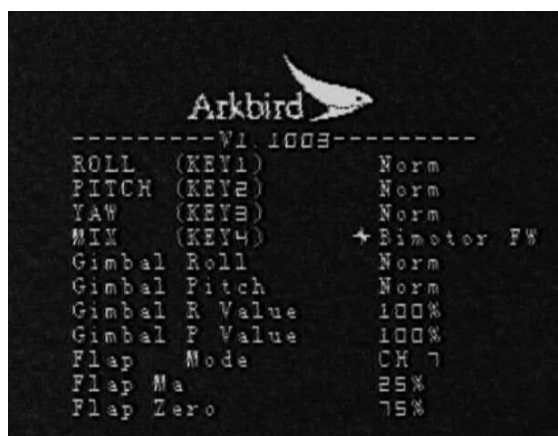 Arkbird
---------V1.1003---------
ROLL (KEY1) Norm
PITCH (KEY2) Norm
YAW (KEY3) Norm
MIX (KEY4) Bimotor FW
Gimbal Roll Norm
Gimbal Pitch Norm
Gimbal R Value 100%
Gimbal P Value 100%
Flap Mode CH 7
Flap Ma 25%
Flap Zero 75%